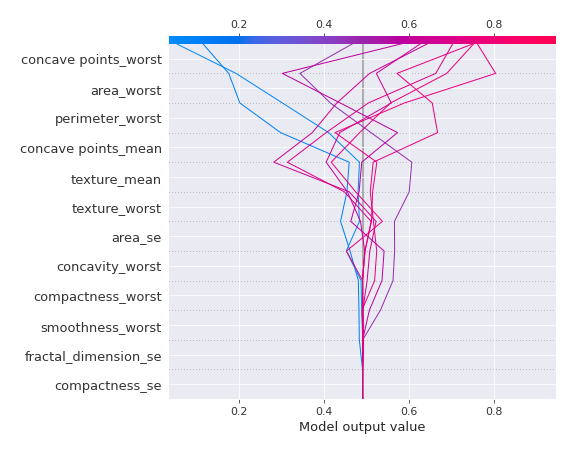 0.2 0.4 0.6 0.8
concave points_worst
area_worst
perimeter_worst
concave points_mean
texture_mean
texture_worst
area_se
concavity_worst
compactness_worst
smoothness_worst
fractal_dimension_se
compactness_se
0.2 0.4 0.6 0.8
Model output value